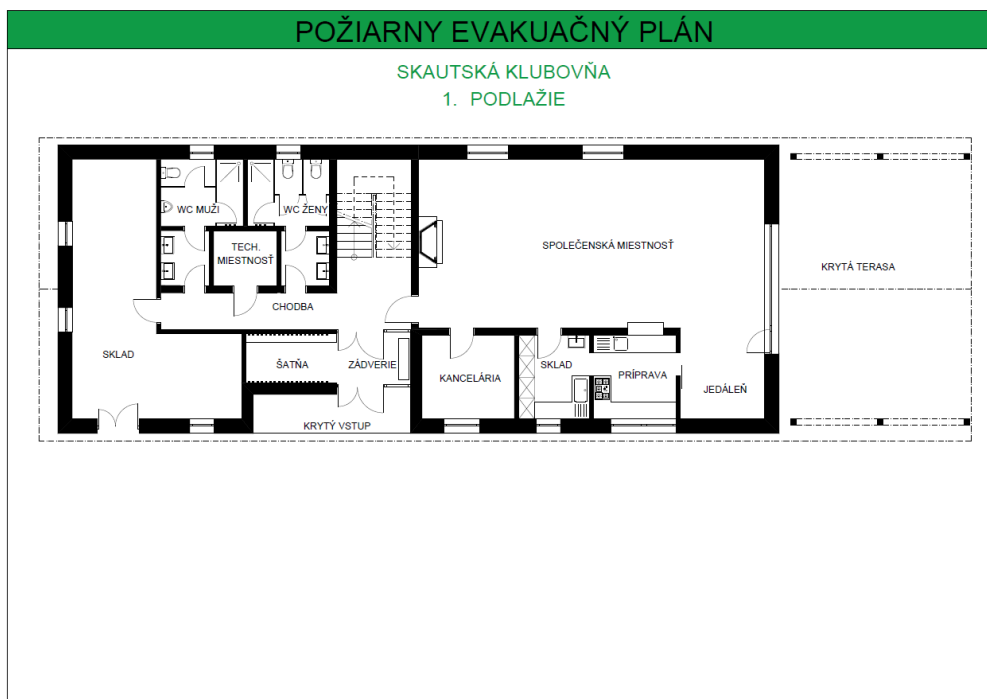 POŽIARNY EVAKUAČNÝ PLÁN
SKAUTSKÁ KLUBOVŇA
1. PODLAŽIE
WC MUŽI
WC ŽENY
TECH.
MIESTNOSŤ
SPOLEČENSKÁ MIESTNOSŤ
KRYTÁ TERASA
CHODBA
SKLAD
ŠATŇA
ZÁDVERIE
KANCELÁRIA
SKLAD
PRÍPRAVA
JEDÁLEŇ
KRYTÝ VSTUP